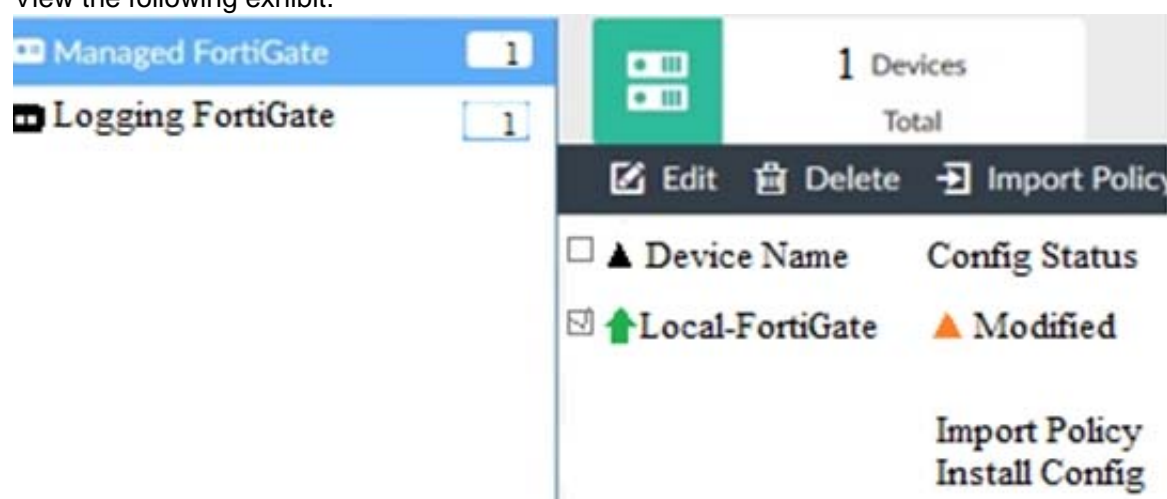 View the following exhibit.
Managed FortiGate 1
Logging FortiGate 1
1 Devices
Total
Edit Delete Import Policy
Device Name Config Status
Local-FortiGate Modified
Import Policy
Install Config